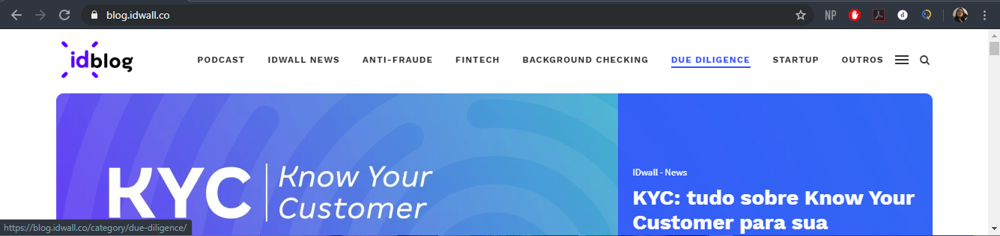 blog.idwall.co
NP
d
idblog
PODCAST IDWALL NEWS ANTI-FRAUDE FINTECH BACKGROUND CHECKING DUE DILIGENCE STARTUP OUTROS
KYC
Know Your
Customer
IDwall - News
KYC: tudo sobre Know Your
Customer para sua
https://blog.idwall.co/category/due-diligence/